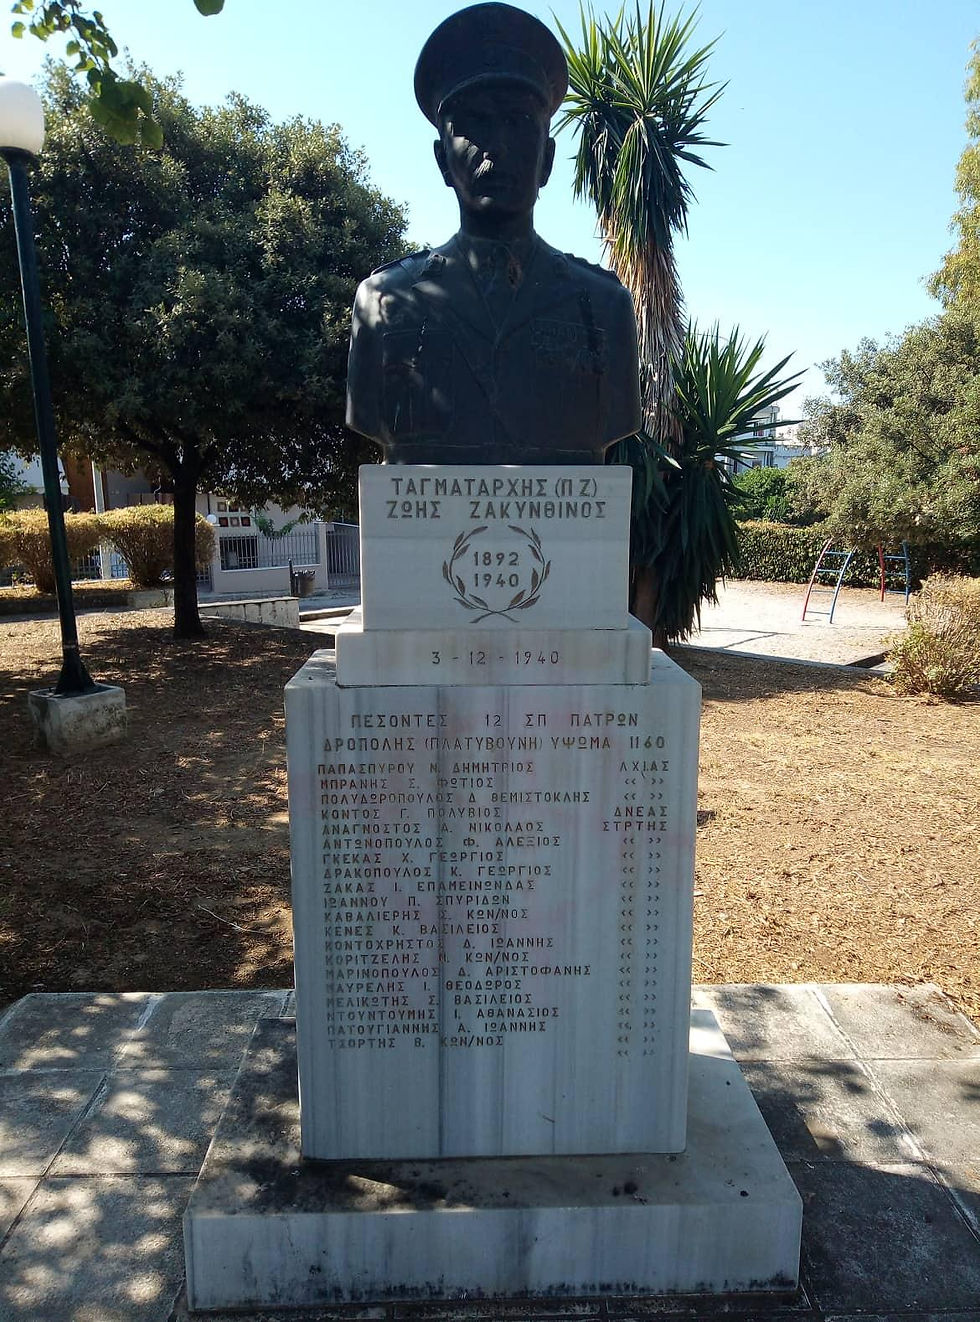 ΤΑΓΜΑΤΑΡΧΗΣ (ΠΖ)
ΖΩΗΣ ΖΑΚΥΝΘΙΝΟΣ
1892
1940
3-12-1940
ΠΕΣΟΝΤΕΣ 12 ΣΠ ΠΑΤΡΩΝ
ΔΡΟΠΟΛΗΣ (ΠΛΑΤΥΒΟΥΝΗ) ΥΨΩΜΑ 1160
ΠΑΠΑΣΠΥΡΟΥ Ν. ΔΗΜΗΤΡΙΟΣ ΛΧΙΑΣ
ΜΠΡΑΝΗΣ Σ. ΦΩΤΙΟΣ << >>
ΠΟΛΥΔΩΡΟΠΟΥΛΟΣ Δ ΘΕΜΙΣΤΟΚΛΗΣ << >>
ΚΟΝΤΟΣ Γ. ΠΟΛΥΒΙΟΣ ΔΝΕΑΣ
ΑΝΑΓΝΩΣΤΟΣ Α. ΝΙΚΟΛΑΟΣ ΣΤΡΤΗΣ
ΑΝΤΩΝΟΠΟΥΛΟΣ Φ. ΑΛΕΞΙΟΣ << >>
ΓΚΕΚΑΣ Χ. ΓΕΩΡΓΙΟΣ << >>
ΔΡΑΚΟΠΟΥΛΟΣ Κ. ΓΕΩΡΓΙΟΣ << >>
ΖΑΚΑΣ Ι. ΕΠΑΜΕΙΝΩΝΔΑΣ << >>
ΙΩΑΝΝΟΥ Π. ΣΠΥΡΙΔΩΝ << >>
ΚΑΒΑΛΙΕΡΗΣ Σ. ΚΩΝ/ΝΟΣ << >>
ΚΕΝΕΣ Κ. ΒΑΣΙΛΕΙΟΣ << >>
ΚΟΝΤΟΧΡΗΣΤΟΣ Δ. ΙΩΑΝΝΗΣ << >>
ΚΟΡΙΤΖΕΛΗΣ Ν. ΚΩΝ/ΝΟΣ << >>
ΜΑΡΙΝΟΠΟΥΛΟΣ Δ. ΑΡΙΣΤΟΦΑΝΗΣ << >>
ΜΑΥΡΕΛΗΣ Ι. ΘΕΟΔΩΡΟΣ << >>
ΜΕΛΙΚΩΤΗΣ Σ. ΒΑΣΙΛΕΙΟΣ << >>
ΝΤΟΥΝΤΟΥΜΗΣ Ι. ΑΘΑΝΑΣΙΟΣ << >>
ΠΑΤΟΥΓΙΑΝΝΗΣ Α. ΙΩΑΝΝΗΣ << >>
ΤΣΟΡΤΗΣ Β. ΚΩΝ/ΝΟΣ << >>